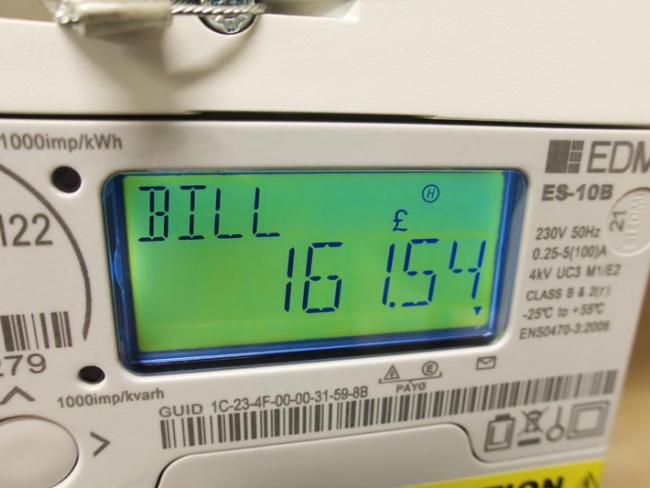 1000imp/kWh
EDM
ES-10B
BILL
H
£
161.54
122
21
230V 50Hz
0.25-5(100)A
4kV UC3 M1/E2
CLASS B & 2(r)
-25°C to +55°C
EN50470-3:2006
279
E
PAYG
1000imp/kvarh
GUID 1C-23-4F-00-00-31-59-8B